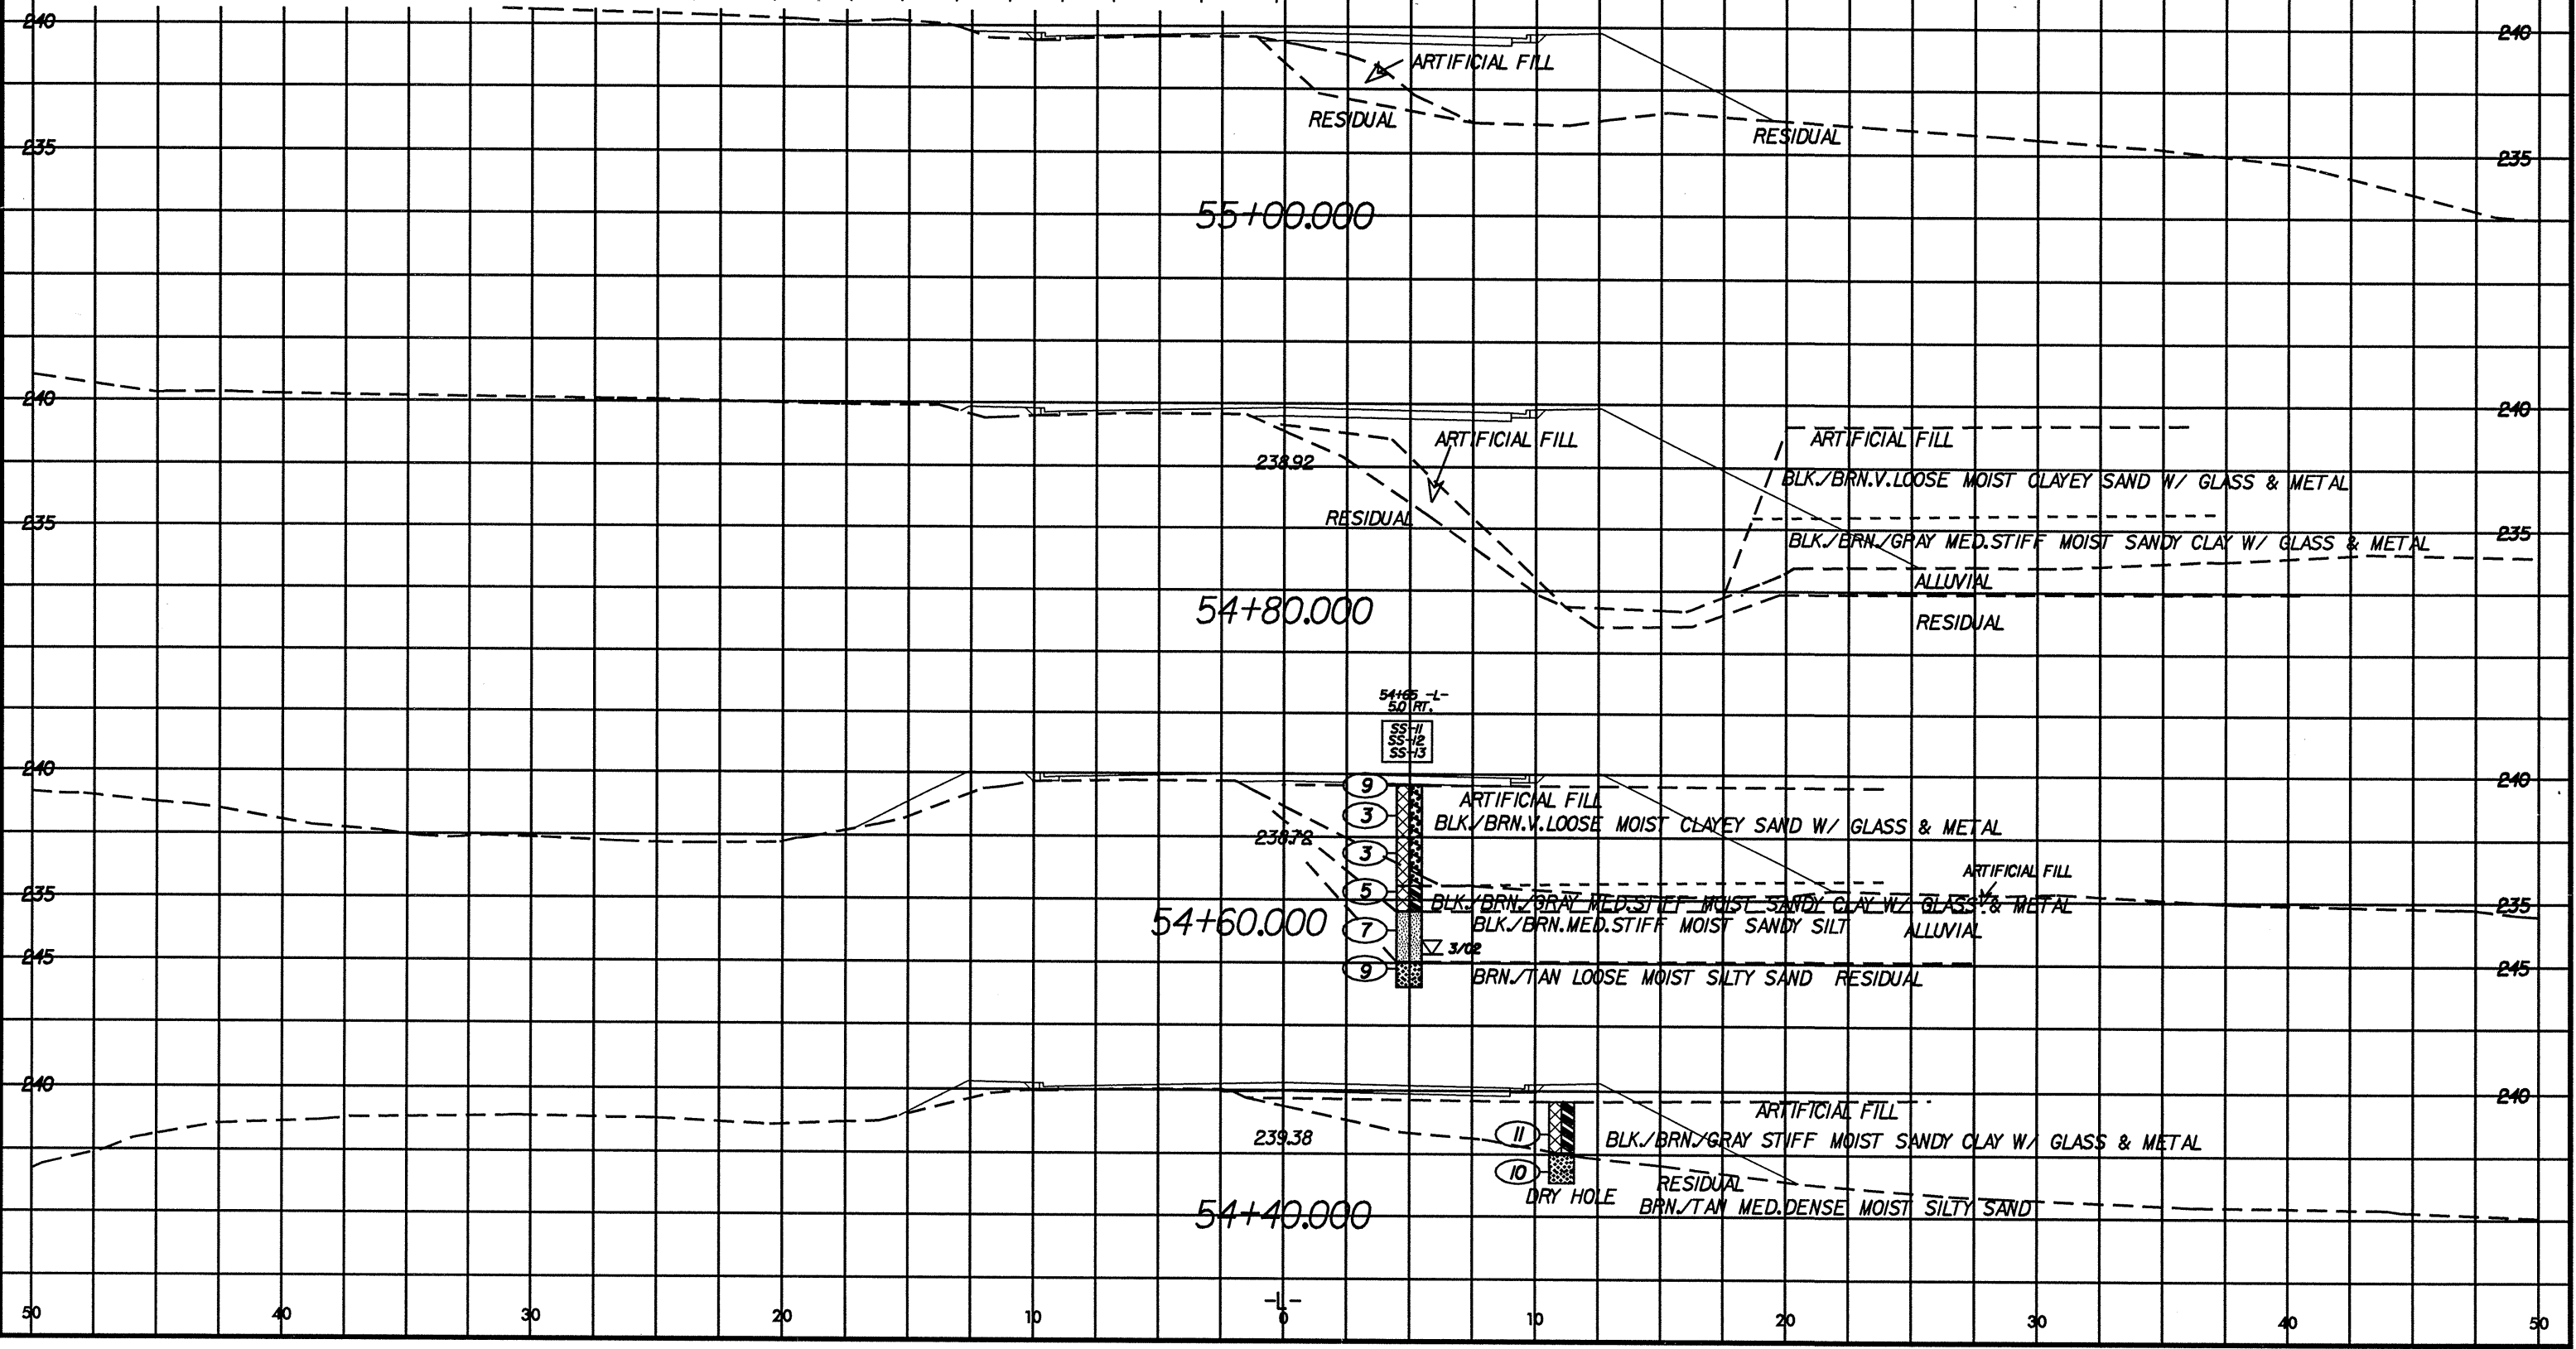 240 240
ARTIFICIAL FILL
RESIDUAL
RESIDUAL
235 235
55+00.000
240 240
ARTIFICIAL FILL ARTIFICIAL FILL
238.92
BLK./BRN.V.LOOSE MOIST CLAYEY SAND W/ GLASS & METAL
RESIDUAL
235 235
BLK./BRN./GRAY MED.STIFF MOIST SANDY CLAY W/ GLASS & METAL
ALLUVIAL
54+80.000
RESIDUAL
54+65 -L-
5.0 RT.
SS-11
SS-12
SS-13
240 240
9
ARTIFICIAL FILL
3
BLK./BRN.V.LOOSE MOIST CLAYEY SAND W/ GLASS & METAL
238.72
3
ARTIFICIAL FILL
235 235
5
BLK./BRN./GRAY MED.STIFF MOIST SANDY CLAY W/ GLASS & METAL
54+60.000
7
BLK./BRN.MED.STIFF MOIST SANDY SILT ALLUVIAL
3/02
245 245
9
BRN./TAN LOOSE MOIST SILTY SAND RESIDUAL
240 240
ARTIFICIAL FILL
239.38
11
BLK./BRN./GRAY STIFF MOIST SANDY CLAY W/ GLASS & METAL
10
RESIDUAL
DRY HOLE
BRN./TAN MED.DENSE MOIST SILTY SAND
54+40.000
-L-
50 40 30 20 10 0 10 20 30 40 50